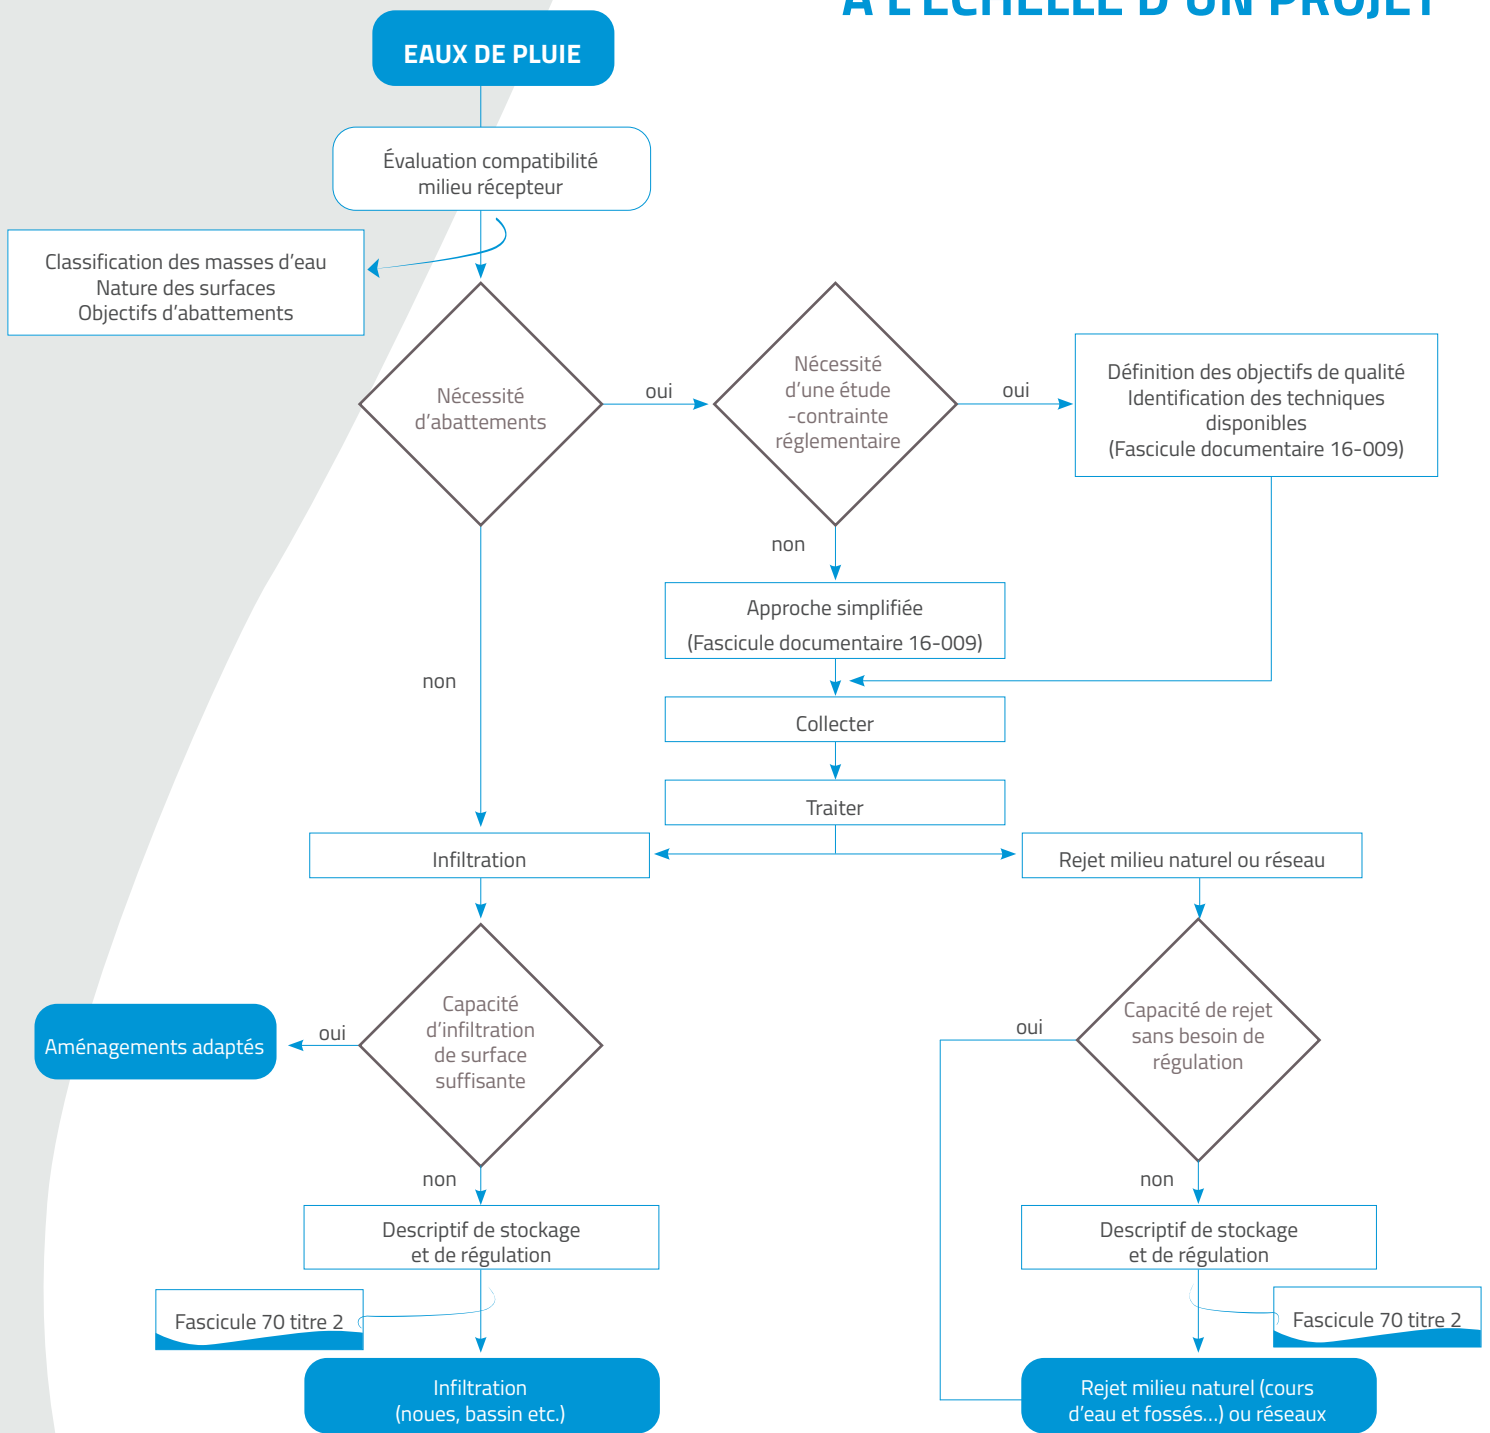 À L'ÉCHELLE D'UN PROJET
EAUX DE PLUIE
Évaluation compatibilité
milieu récepteur
Classification des masses d'eau
Nature des surfaces
Objectifs d'abattements
Nécessité
d'abattements
oui
Nécessité
d'une étude
-contrainte
réglementaire
oui
Définition des objectifs de qualité
Identification des techniques
disponibles
(Fascicule documentaire 16-009)
non
Approche simplifiée
(Fascicule documentaire 16-009)
non
Collecter
Traiter
Infiltration
Rejet milieu naturel ou réseau
Capacité
d'infiltration
de surface
suffisante
oui
Aménagements adaptés
Capacité de rejet
sans besoin de
régulation
oui
non
non
Descriptif de stockage
et de régulation
Descriptif de stockage
et de régulation
Fascicule 70 titre 2
Fascicule 70 titre 2
Infiltration
(noues, bassin etc.)
Rejet milieu naturel (cours
d'eau et fossés...) ou réseaux